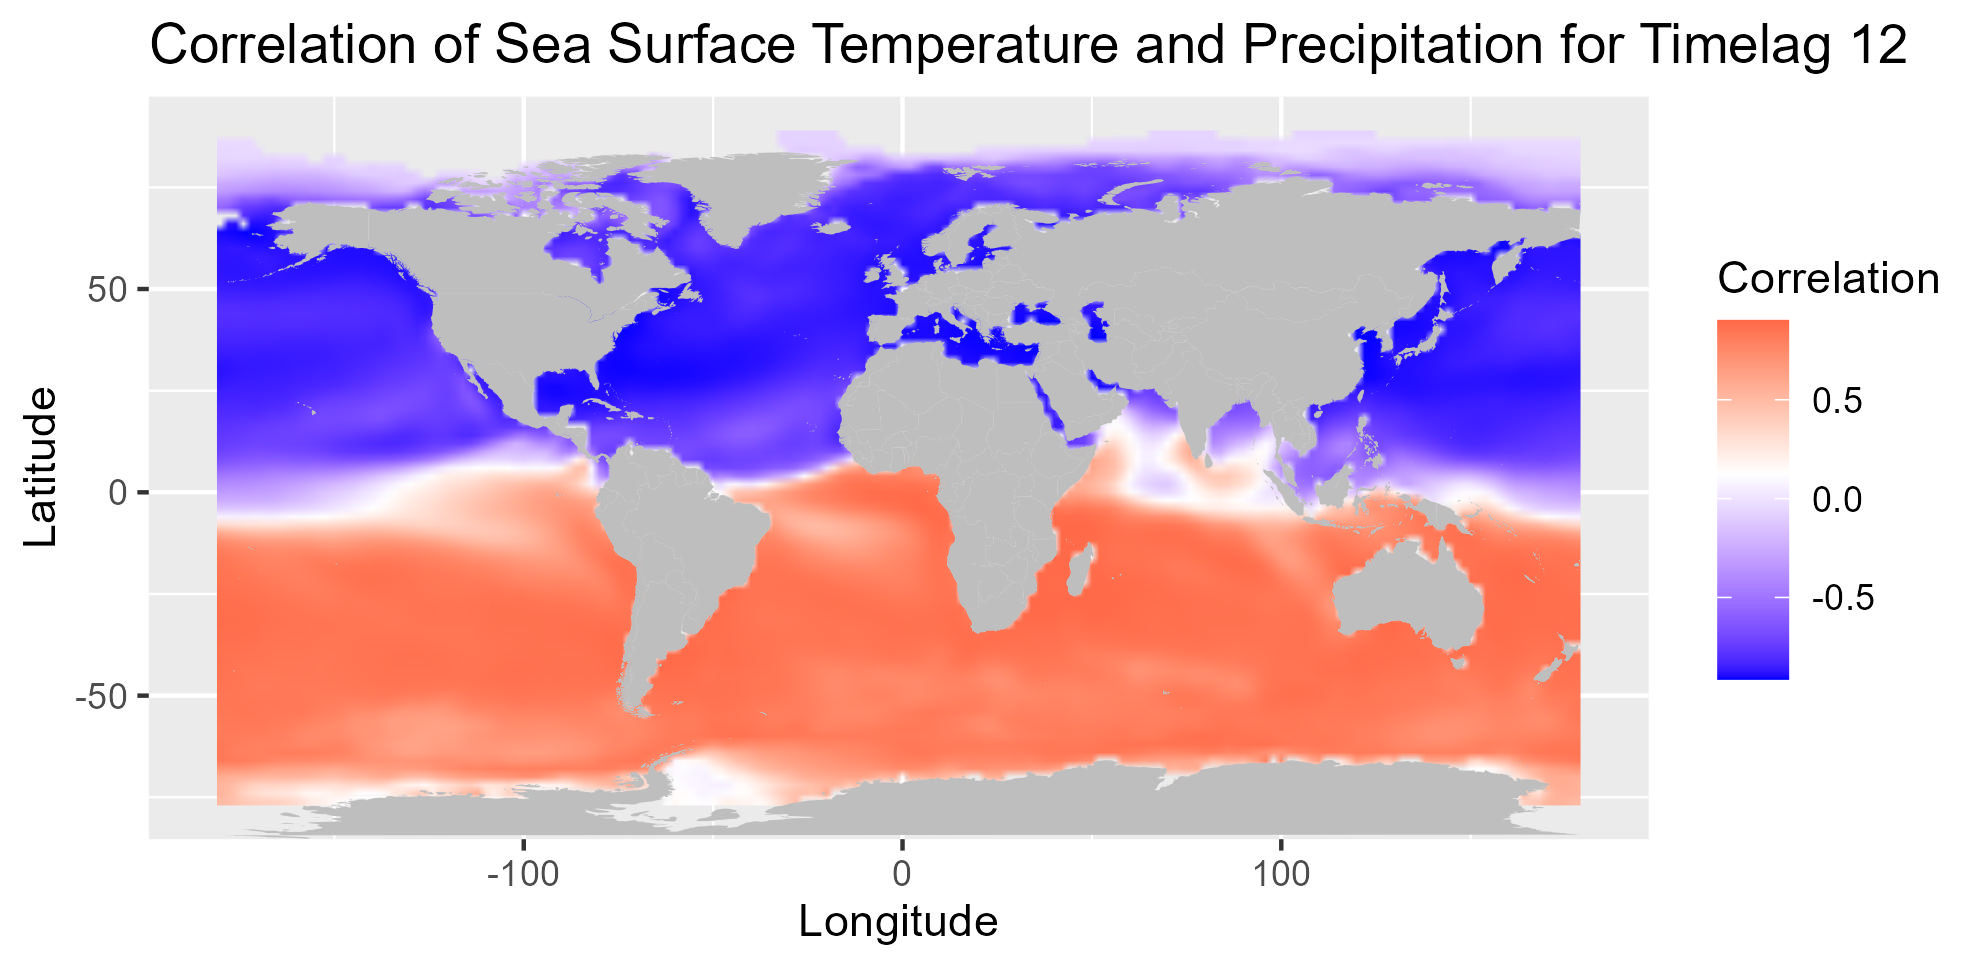 Correlation of Sea Surface Temperature and Precipitation for Timelag 12
Latitude
50
0
-50
-100
0
100
Longitude
Correlation
0.5
0.0
-0.5